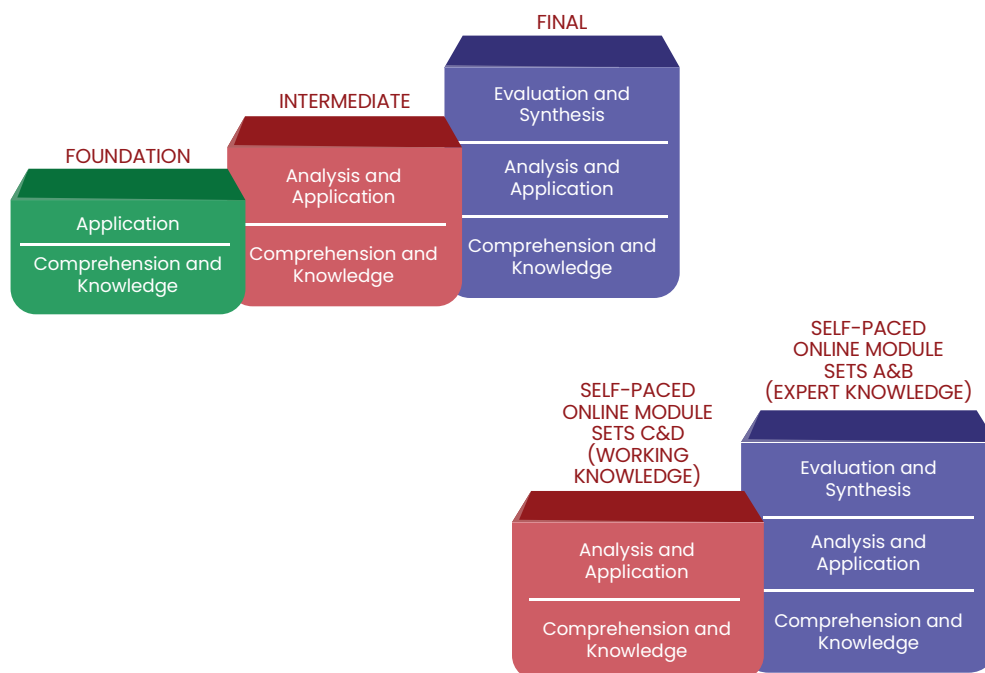 FINAL
Evaluation and
Synthesis
Analysis and
Application
Comprehension and
Knowledge
INTERMEDIATE
Analysis and
Application
Comprehension and
Knowledge
FOUNDATION
Application
Comprehension and
Knowledge
SELF-PACED
ONLINE MODULE
SETS C&D
(WORKING
KNOWLEDGE)
Analysis and
Application
Comprehension and
Knowledge
SELF-PACED
ONLINE MODULE
SETS A&B
(EXPERT KNOWLEDGE)
Evaluation and
Synthesis
Analysis and
Application
Comprehension and
Knowledge